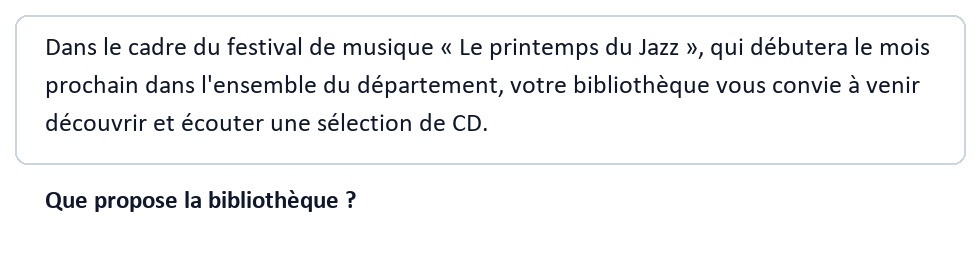 Dans le cadre du festival de musique « Le printemps du Jazz », qui débutera le mois
prochain dans l'ensemble du département, votre bibliothèque vous convie à venir
découvrir et écouter une sélection de CD.
Que propose la bibliothèque ?